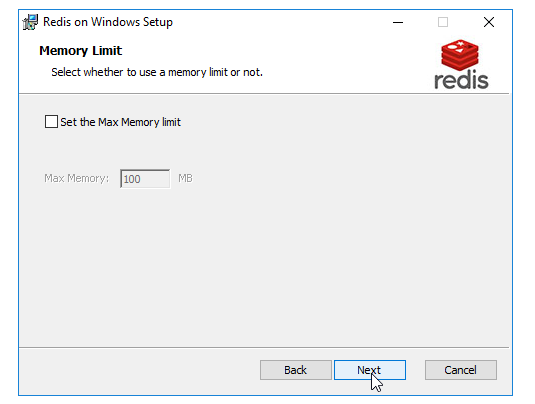 Redis on Windows Setup
Memory Limit
Select whether to use a memory limit or not.
redis
Set the Max Memory limit
Max Memory: 100 MB
Back Next Cancel